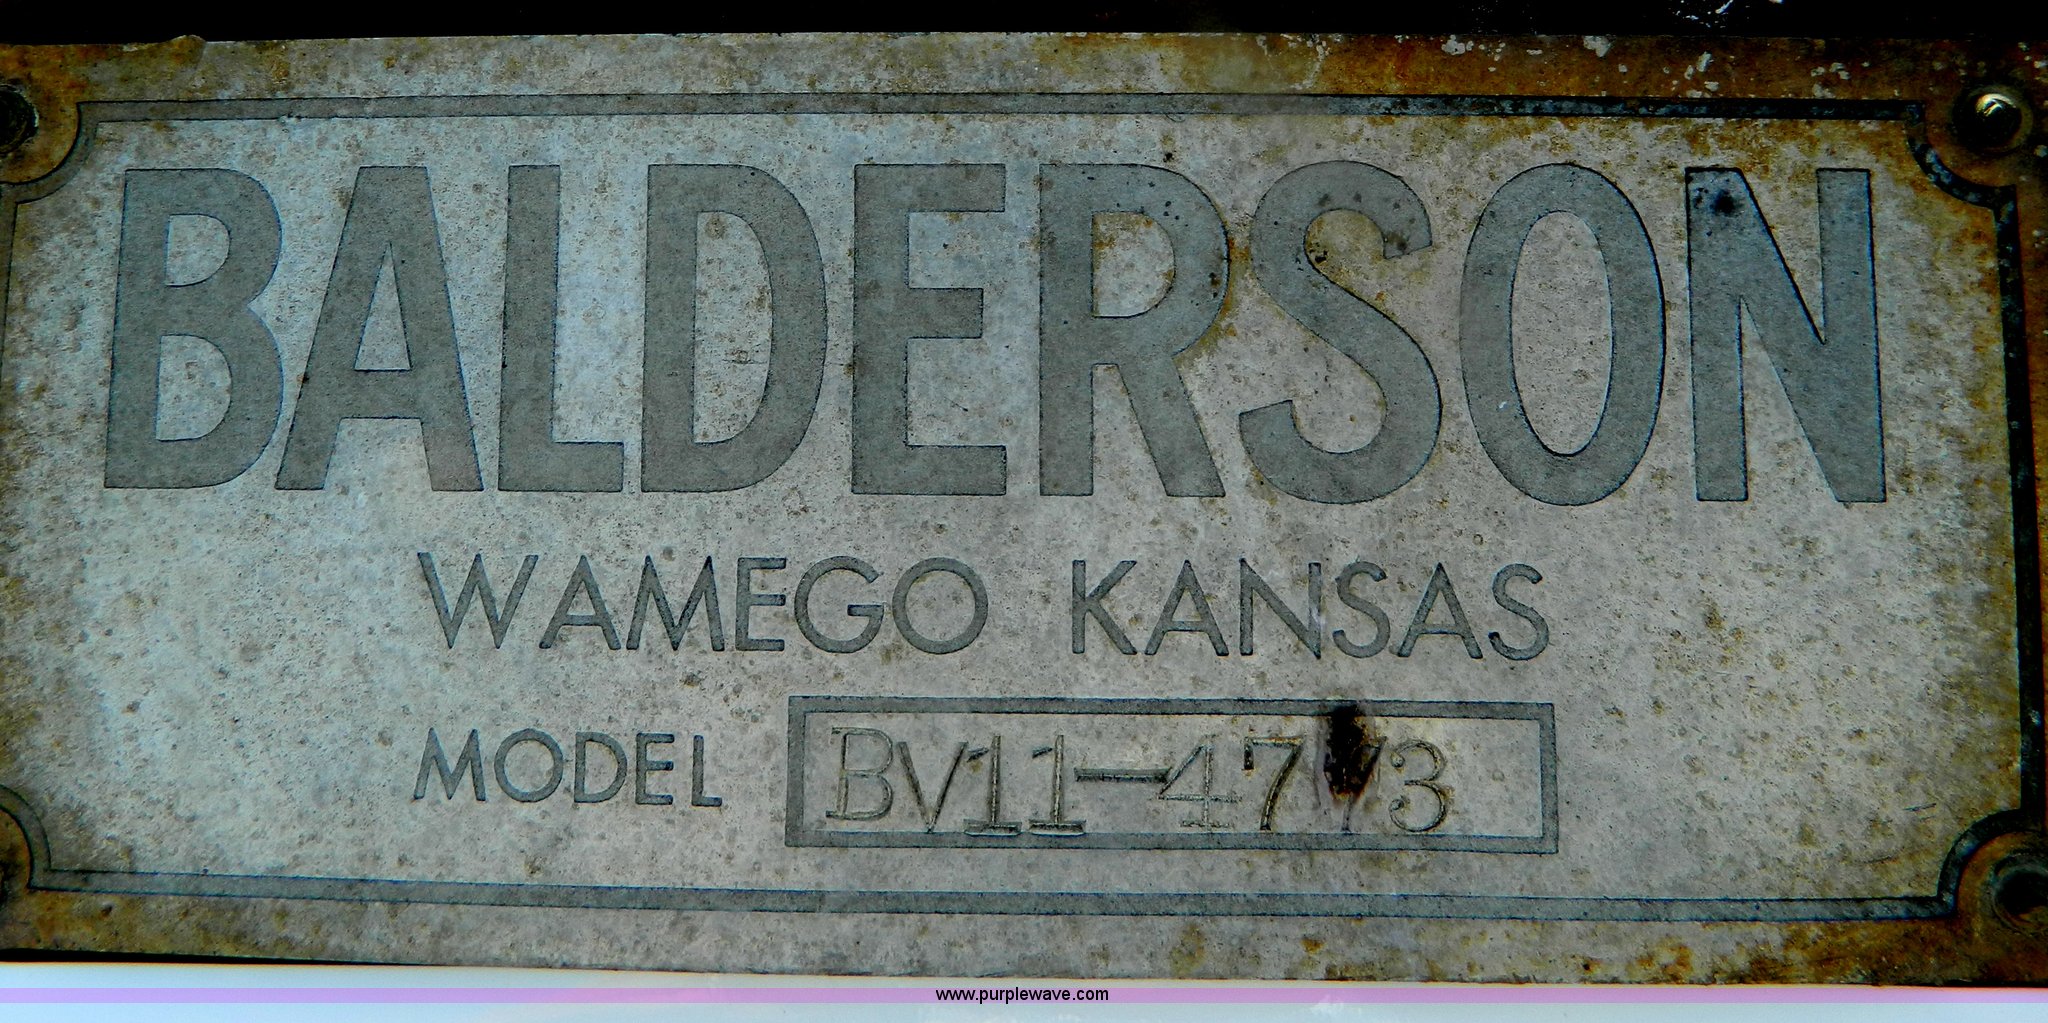 BALDERSON
WAMEGO KANSAS
MODEL BV11-4773
www.purplewave.com